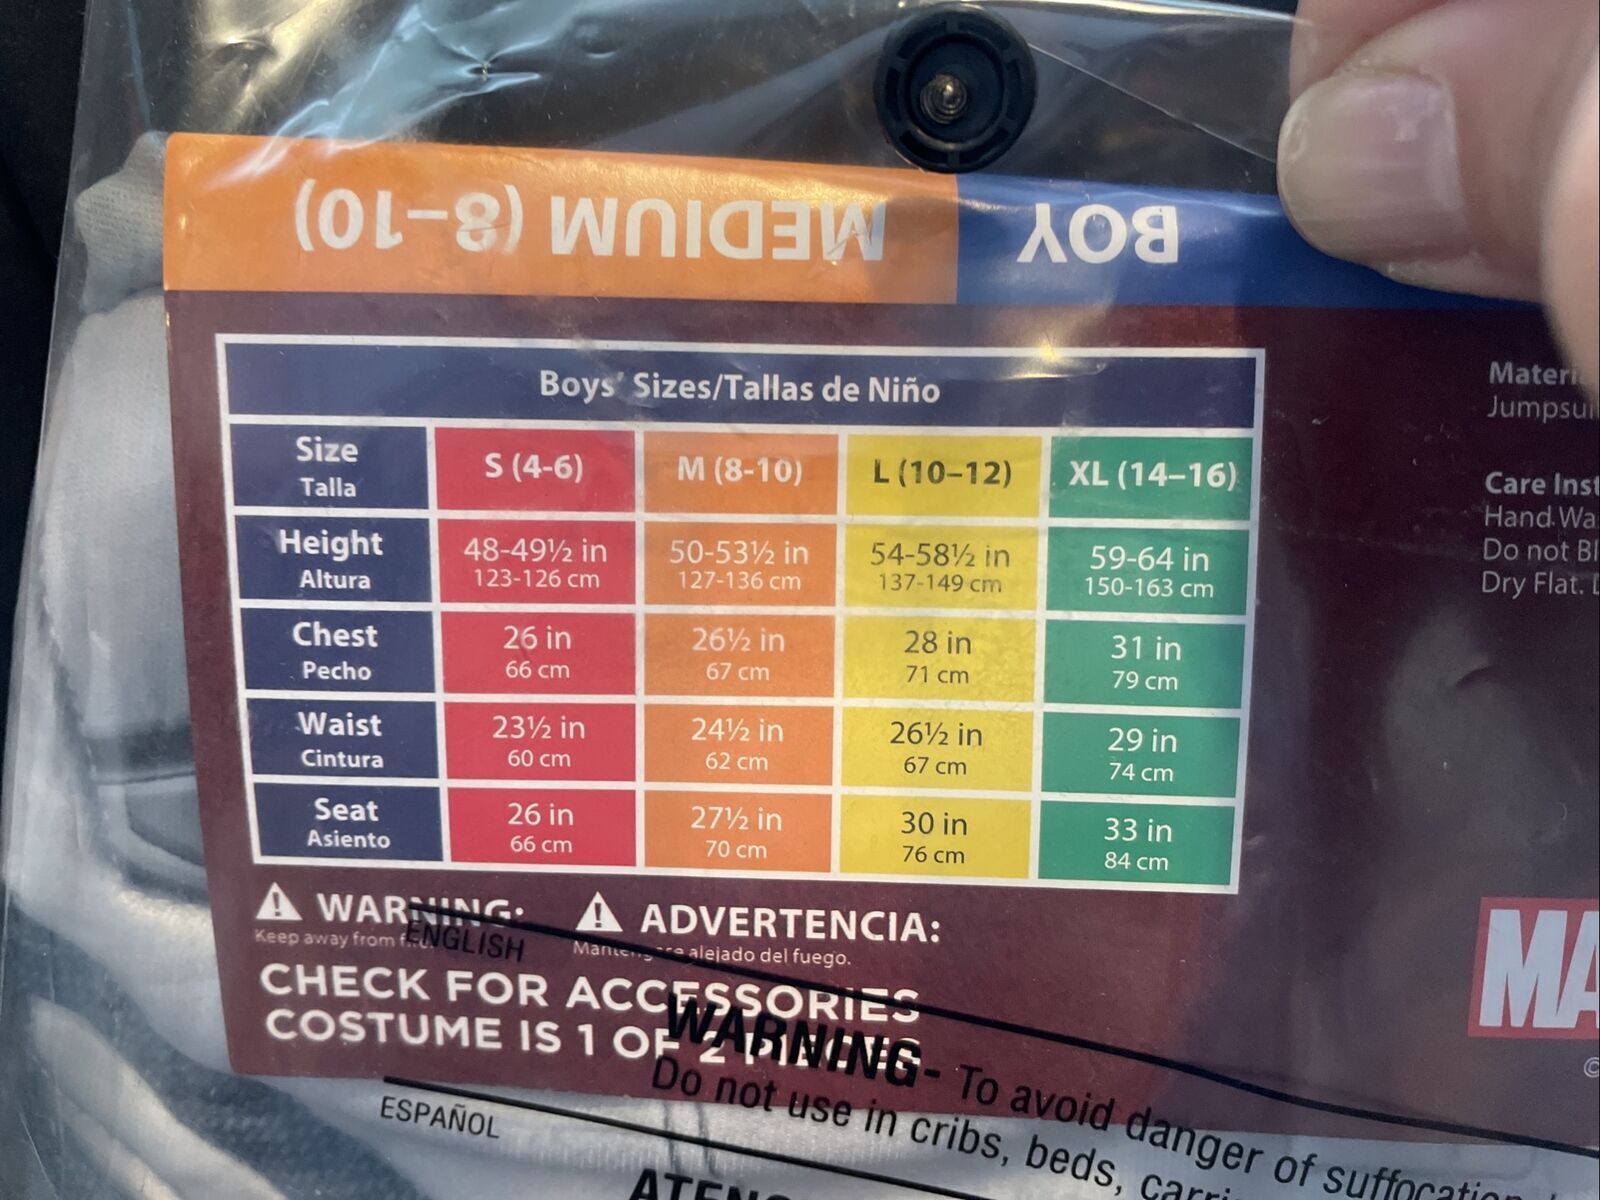 MEDIUM (8-10)
BOY
Boys' Sizes/Tallas de Niño
Size S (4-6) M (8-10) L (10–12) XL (14–16)
Talla
Height 48-49½ in 50-53½ in 54-58½ in 59-64 in
Altura 123-126 cm 127-136 cm 137-149 cm 150-163 cm
Chest 26 in 26½ in 28 in 31 in
Pecho 66 cm 67 cm 71 cm 79 cm
Waist 23½ in 24½ in 26½ in 29 in
Cintura 60 cm 62 cm 67 cm 74 cm
Seat 26 in 27½ in 30 in 33 in
Asiento 66 cm 70 cm 76 cm 84 cm
WARNING: ADVERTENCIA:
Keep away from alejado del fuego.
CHECK FOR ACCESSORIES
COSTUME IS 1 OF 2 PIECES
Care
Hand
Do not
Dry Flat.
ENGLISH
WARNING- To avoid danger of
Do not use in cribs, beds,
ESPAÑOL